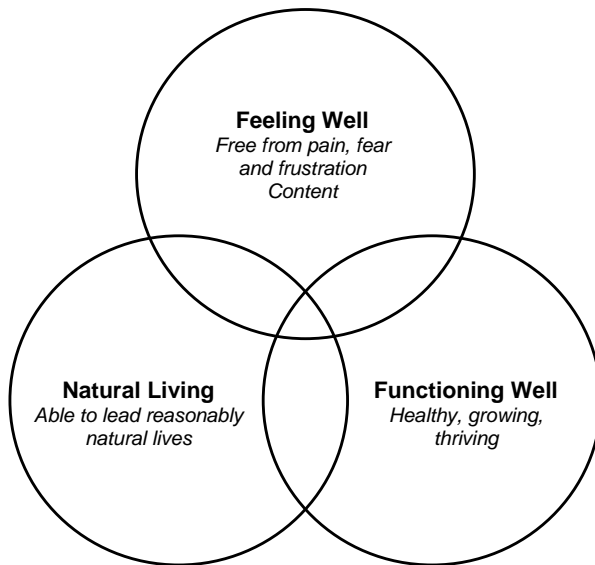 Feeling Well
Free from pain, fear
and frustration
Content
Natural Living
Able to lead reasonably
natural lives
Functioning Well
Healthy, growing,
thriving